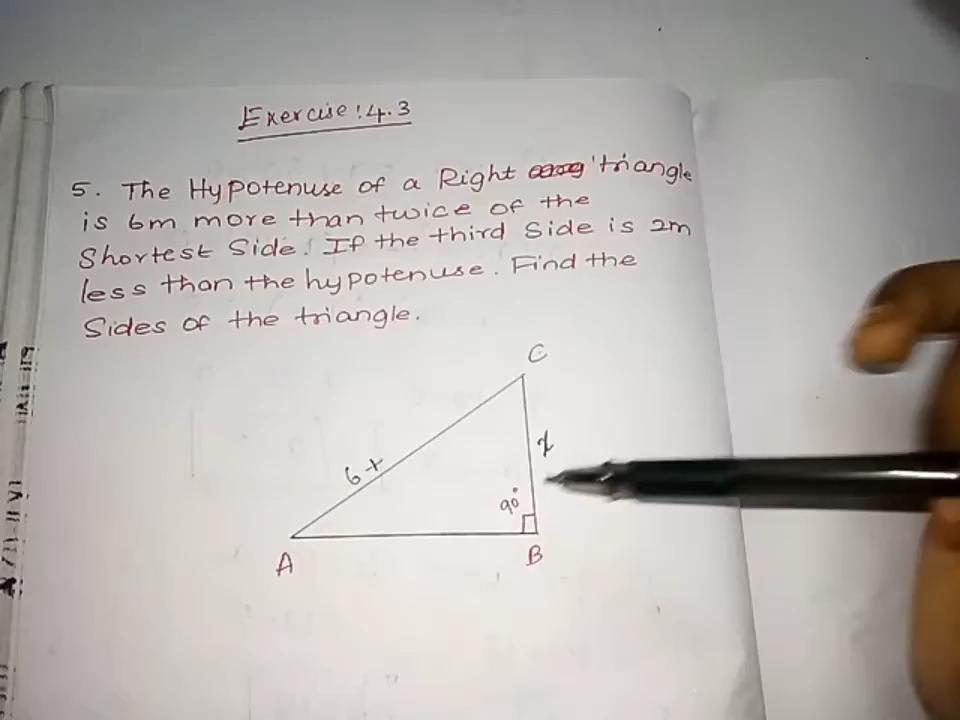 Exercise: 4.3
5. The Hypotenuse of a Right triangle
is 6m more than twice of the
Shortest Side. If the third Side is 2m
less than the hypotenuse. Find the
Sides of the triangle.
C
6+
x
90°
A
B